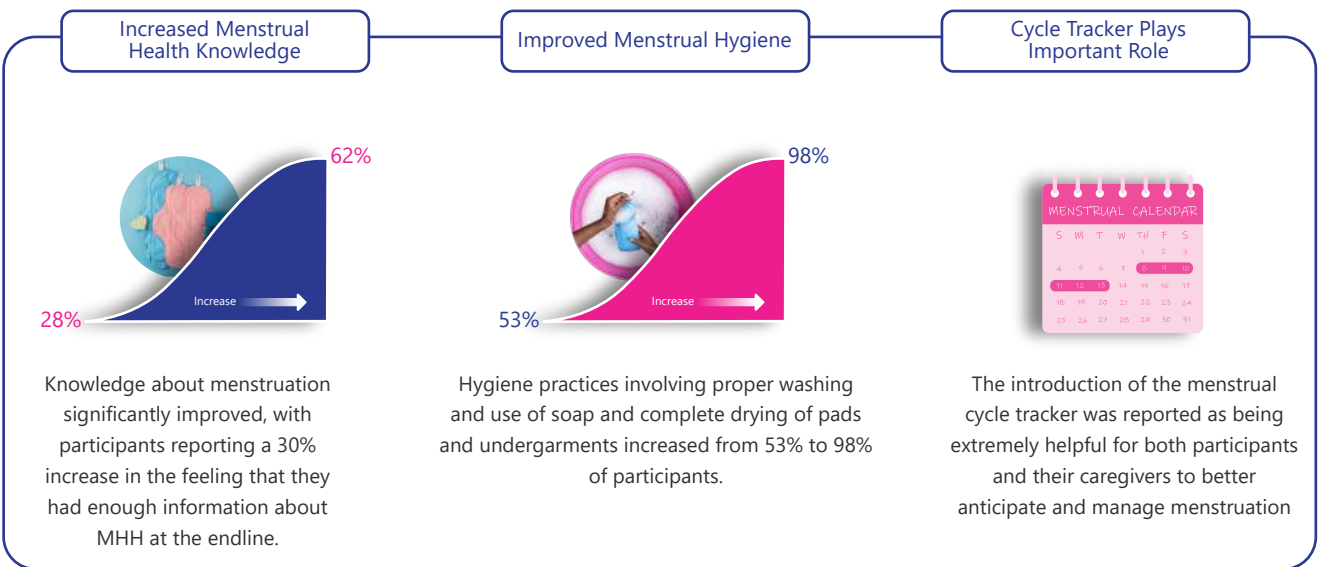 Increased Menstrual
Health Knowledge
62%
28%
Increase
Knowledge about menstruation
significantly improved, with
participants reporting a 30%
increase in the feeling that they
had enough information about
MHH at the endline.
Improved Menstrual Hygiene
98%
53%
Increase
Hygiene practices involving proper washing
and use of soap and complete drying of pads
and undergarments increased from 53% to 98%
of participants.
Cycle Tracker Plays
Important Role
MENSTRUAL CALENDAR
S M T W TH F S
1 2 3
4 5 6 7 8 9 10
11 12 13 14 15 16 17
18 19 20 21 22 23 24
25 26 27 28 29 30 31
The introduction of the menstrual
cycle tracker was reported as being
extremely helpful for both participants
and their caregivers to better
anticipate and manage menstruation